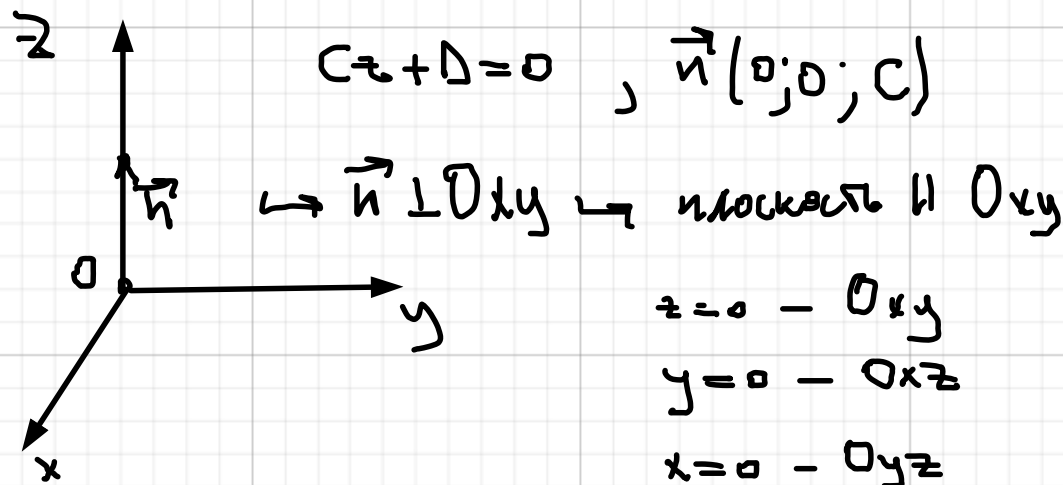 z
Cz + D = 0 , n⃗ (0; 0; C)
n⃗
↦ n⃗ ⊥ Oxy → плоскость || Oxy
0
y
z = 0 – Oxy
y = 0 – Oxz
x
x = 0 – Oyz